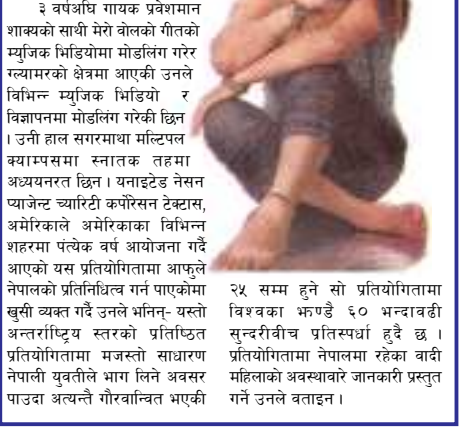 ३ वर्षअघि गायक प्रवेशमान
शाक्यको साथी मेरो वोलको गीतको
म्युजिक भिडियोमा मोडलिंग गरेर
ग्ल्यामरको क्षेत्रमा आएकी उनले
विभिन्न म्युजिक भिडियो र
विज्ञापनमा मोडलिंग गरेकी छिन
। उनी हाल सगरमाथा मल्टिपल
क्याम्पसमा स्नातक तहमा
अध्ययनरत छिन । यनाइटेड नेसन
प्याजेन्ट च्यारिटी कर्पोरेसन टेक्टास,
अमेरिकाले अमेरिकाका विभिन्न
शहरमा पंत्येक वर्ष आयोजना गर्दै
आएको यस प्रतियोगितामा आफुले
नेपालको प्रतिनिधित्व गर्न पाएकोमा
खुसी व्यक्त गर्दै उनले भनिन्- यस्तो
अन्तर्राष्ट्रिय स्तरको प्रतिष्ठित
प्रतियोगितामा मजस्तो साधारण
नेपाली युवतीले भाग लिने अवसर
पाउदा अत्यन्तै गौरवान्वित भएकी
२५ सम्म हुने सो प्रतियोगितामा
विश्वका झण्डै ६० भन्दावढी
सुन्दरीवीच प्रतिस्पर्धा हुदै छ ।
प्रतियोगितामा नेपालमा रहेका वादी
महिलाको अवस्थावारे जानकारी प्रस्तुत
गर्ने उनले वताइन ।